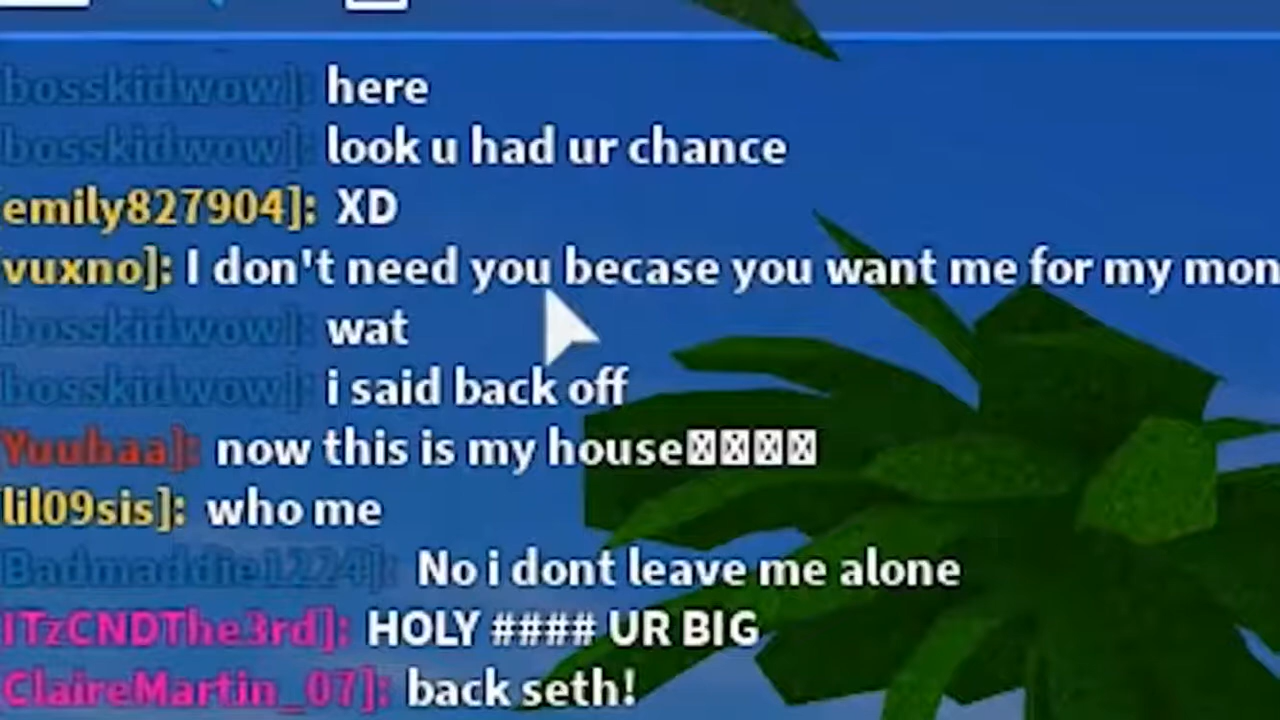 bosskidwow]: here
bosskidwow]: look u had ur chance
[emily827904]: XD
[vuxno]: I don't need you becase you want me for my mon
bosskidwow]: wat
bosskidwow]: i said back off
Yuuhaa]: now this is my house
[lil09sis]: who me
Badmaddie1224]: No i dont leave me alone
[ITzCNDThe3rd]: HOLY #### UR BIG
[ClaireMartin_07]: back seth!